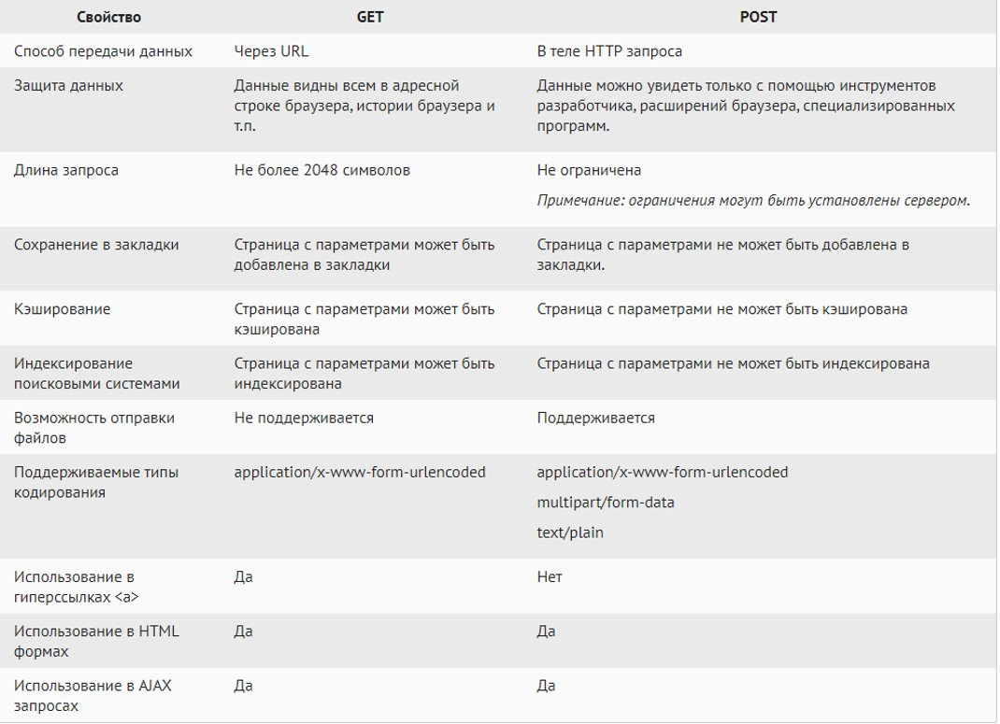 Свойство GET POST
Способ передачи данных Через URL В теле HTTP запроса
Защита данных Данные видны всем в адресной Данные можно увидеть только с помощью инструментов
строке браузера, истории браузера и разработчика, расширений браузера, специализированных
т.п. программ.
Длина запроса Не более 2048 символов Не ограничена
Примечание: ограничения могут быть установлены сервером.
Сохранение в закладки Страница с параметрами может быть Страница с параметрами не может быть добавлена в
добавлена в закладки закладки.
Кэширование Страница с параметрами может быть Страница с параметрами не может быть кэширована
кэширована
Индексирование Страница с параметрами может быть Страница с параметрами не может быть индексирована
поисковыми системами индексирована
Возможность отправки Не поддерживается Поддерживается
файлов
Поддерживаемые типы application/x-www-form-urlencoded application/x-www-form-urlencoded
кодирования multipart/form-data
text/plain
Использование в Да Нет
гиперссылках <a>
Использование в HTML Да Да
формах
Использование в AJAX Да Да
запросах